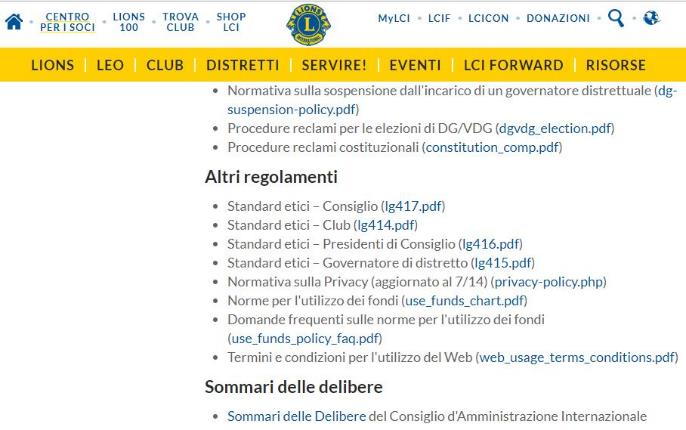 CENTRO
PER I SOCI
LIONS
100
TROVA
CLUB
SHOP
LCI
LIONS
L
INTERNATIONAL
MyLCI
LCIF
LCICON
DONAZIONI
LIONS | LEO | CLUB | DISTRETTI | SERVIRE! | EVENTI | LCI FORWARD | RISORSE
• Normativa sulla sospensione dall'incarico di un governatore distrettuale (dg-
suspension-policy.pdf)
• Procedure reclami per le elezioni di DG/VDG (dgvdg_election.pdf)
• Procedure reclami costituzionali (constitution_comp.pdf)
Altri regolamenti
• Standard etici – Consiglio (lg417.pdf)
• Standard etici – Club (lg414.pdf)
• Standard etici – Presidenti di Consiglio (lg416.pdf)
• Standard etici – Governatore di distretto (lg415.pdf)
• Normativa sulla Privacy (aggiornato al 7/14) (privacy-policy.php)
• Norme per l'utilizzo dei fondi (use_funds_chart.pdf)
• Domande frequenti sulle norme per l'utilizzo dei fondi
(use_funds_policy_faq.pdf)
• Termini e condizioni per l'utilizzo del Web (web_usage_terms_conditions.pdf)
Sommari delle delibere
• Sommari delle Delibere del Consiglio d'Amministrazione Internazionale